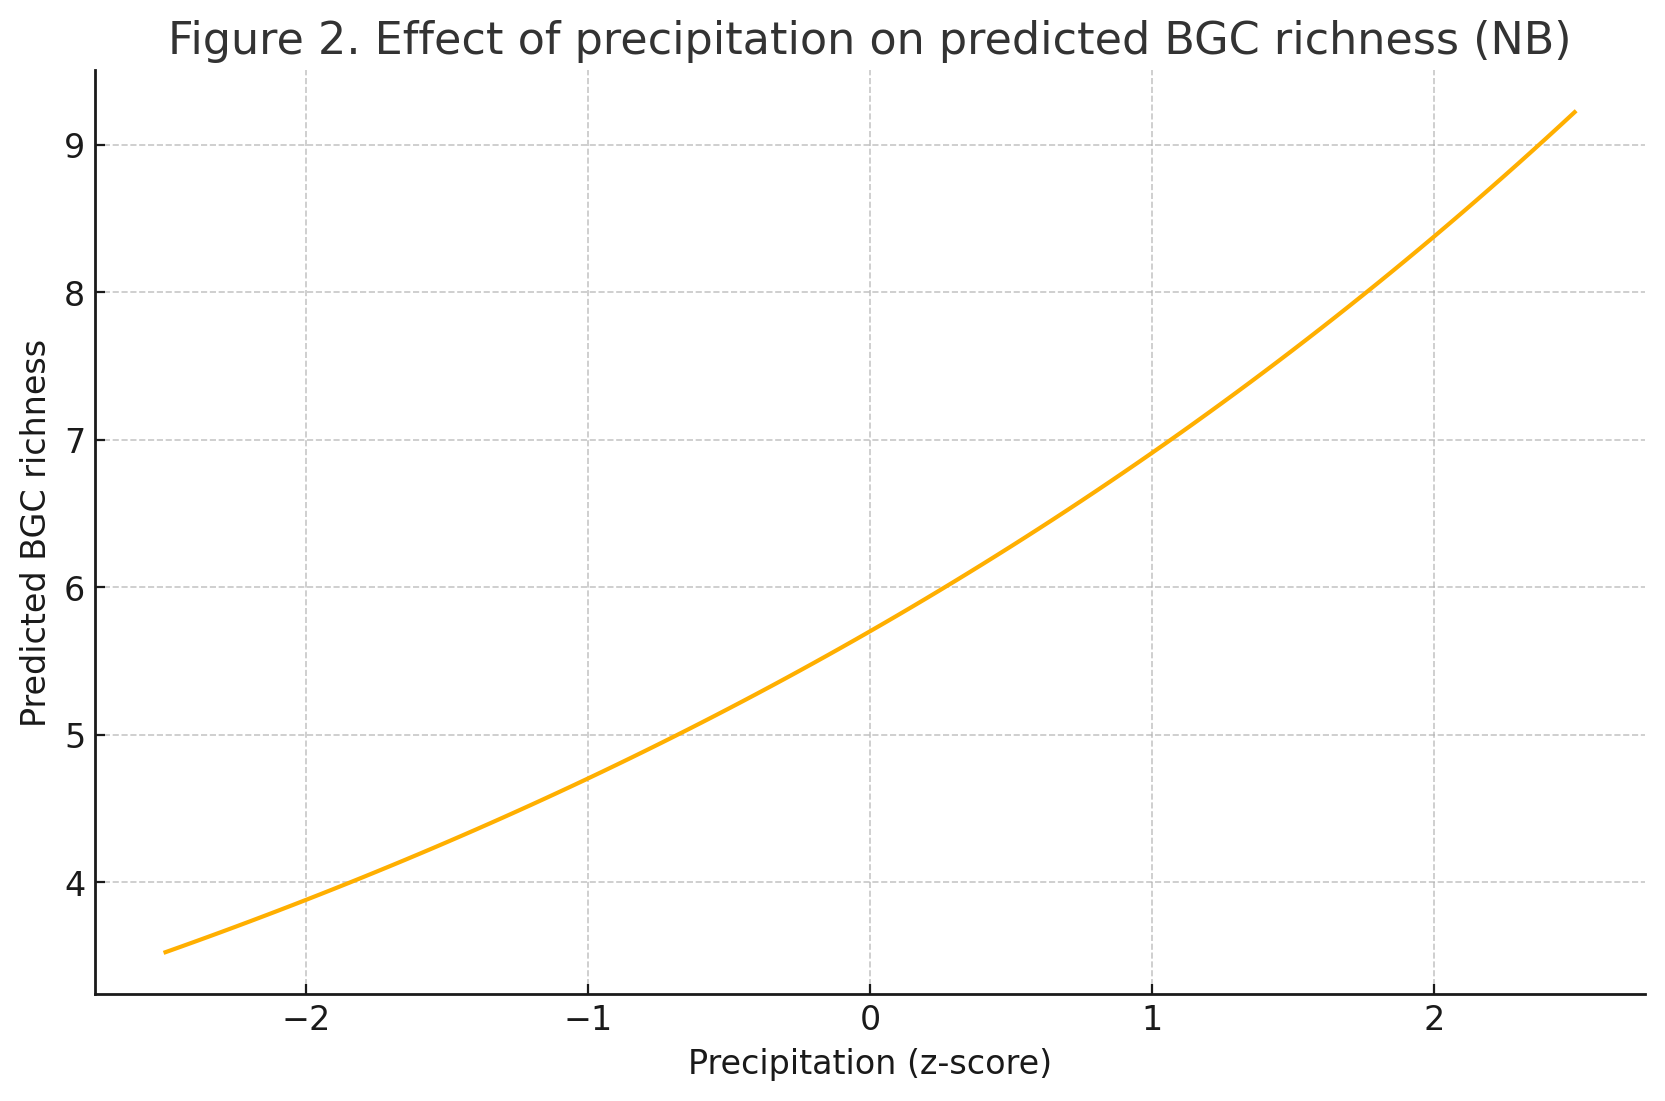 Figure 2. Effect of precipitation on predicted BGC richness (NB)
Predicted BGC richness
9
8
7
6
5
4
−2 −1 0 1 2
Precipitation (z-score)